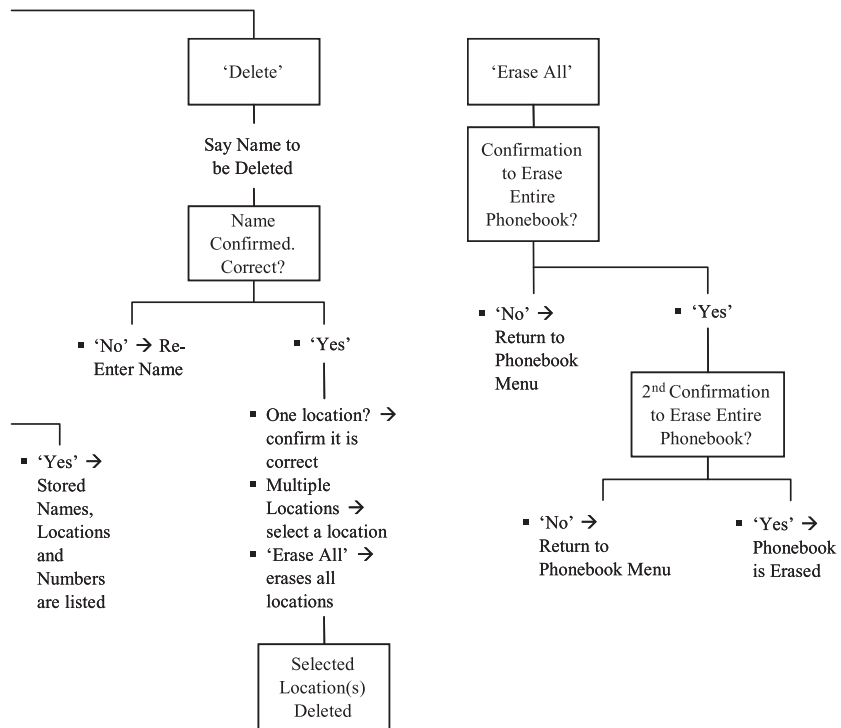 ‘Delete’
Say Name to
be Deleted
Name
Confirmed.
Correct?
▪ ‘No’ → Re-
Enter Name
▪ ‘Yes’
▪ One location? →
confirm it is
correct
▪ Multiple
Locations →
select a location
▪ ‘Erase All’ →
erases all
locations
Selected
Location(s)
Deleted
▪ ‘Yes’ →
Stored
Names,
Locations
and
Numbers
are listed
‘Erase All’
Confirmation
to Erase
Entire
Phonebook?
▪ ‘No’ →
Return to
Phonebook
Menu
▪ ‘Yes’
2nd Confirmation
to Erase Entire
Phonebook?
▪ ‘No’ →
Return to
Phonebook Menu
▪ ‘Yes’ →
Phonebook
is Erased